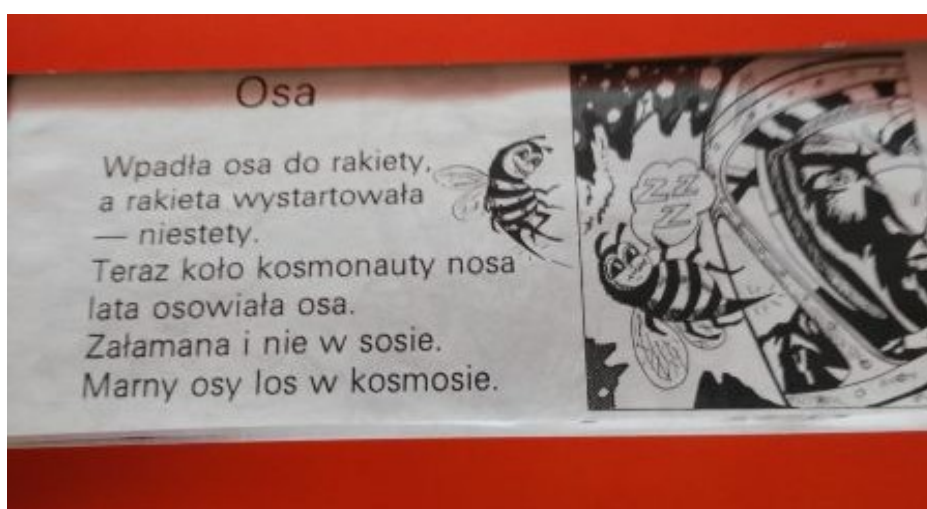 Osa
Wpadła osa do rakiety,
a rakieta wystartowała
— niestety.
Teraz koło kosmonauty nosa
lata osowiała osa.
Załamana i nie w sosie.
Marny osy los w kosmosie.
ZZ
Z